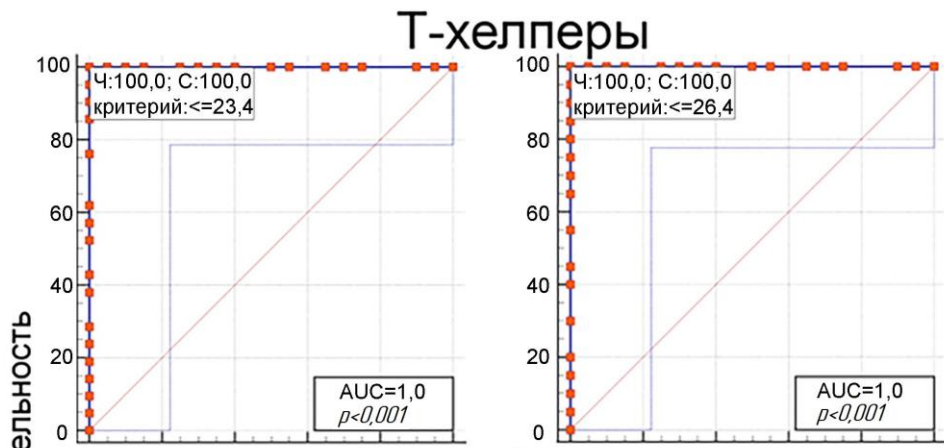 Т-хелперы
100
Ч:100,0; С:100,0
критерий:<=23,4
80
60
40
20
0
AUC=1,0
p<0,001
100
Ч:100,0; С:100,0
критерий:<=26,4
80
60
40
20
0
AUC=1,0
p<0,001
ельность